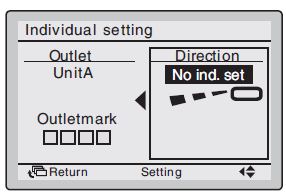 Individual setting
Outlet
UnitA
Outletmark
□□□□
Direction
No ind. set
Return
Setting